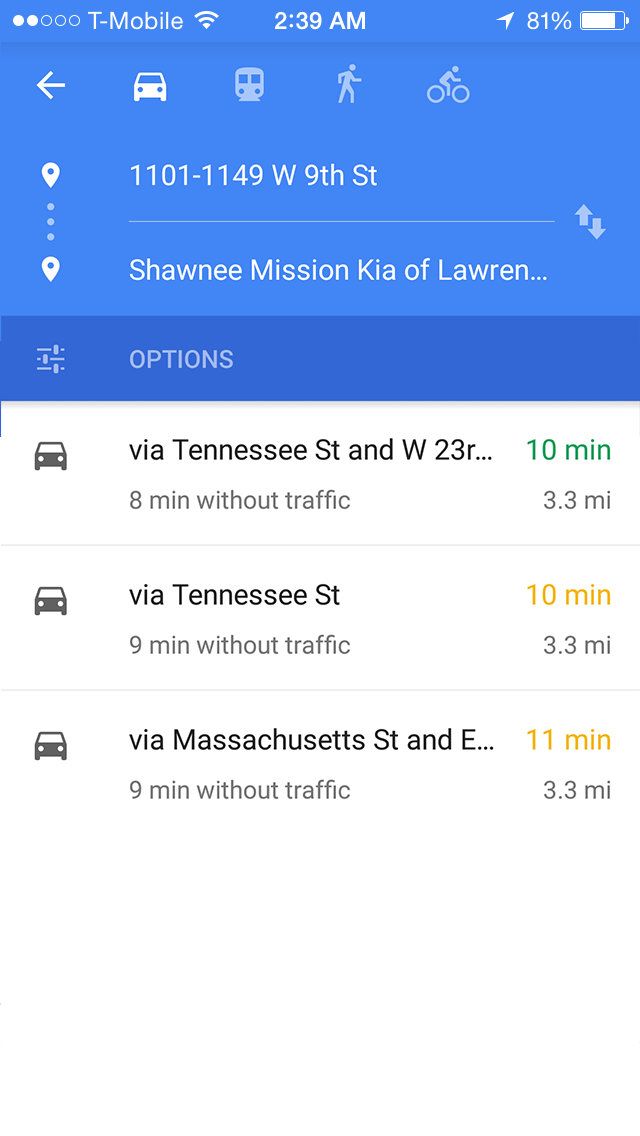 T-Mobile 2:39 AM 81%
1101-1149 W 9th St
Shawnee Mission Kia of Lawren...
OPTIONS
via Tennessee St and W 23r... 10 min
8 min without traffic 3.3 mi
via Tennessee St 10 min
9 min without traffic 3.3 mi
via Massachusetts St and E... 11 min
9 min without traffic 3.3 mi